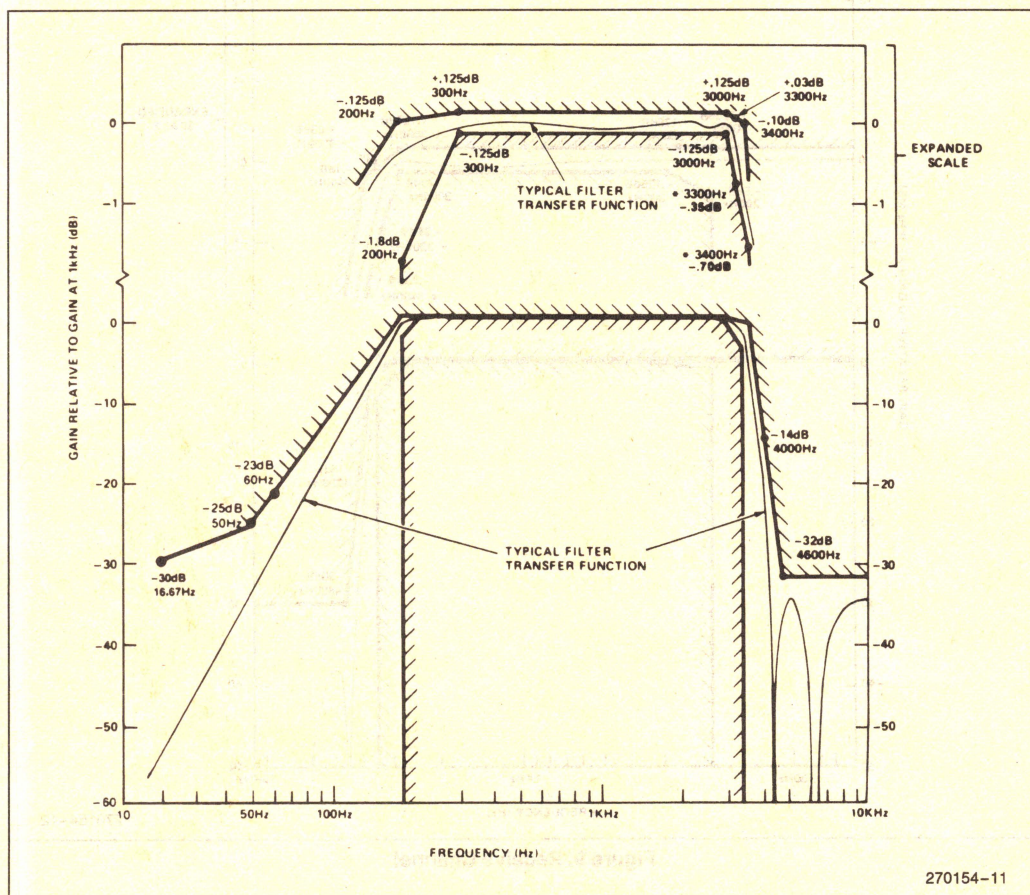 +.125dB
300Hz
-.125dB
200Hz
+.125dB
3000Hz
+.03dB
3300Hz
-.10dB
3400Hz
0
-1
0
-1
EXPANDED
SCALE
-.125dB
300Hz
-.125dB
3000Hz
TYPICAL FILTER
TRANSFER FUNCTION
• 3300Hz
-.35dB
-1.8dB
200Hz
• 3400Hz
-.70dB
GAIN RELATIVE TO GAIN AT 1kHz (dB)
0
-10
-20
-30
-40
-50
-60
0
-10
-20
-30
-40
-50
-14dB
4000Hz
-23dB
60Hz
-25dB
50Hz
-30dB
16.67Hz
TYPICAL FILTER
TRANSFER FUNCTION
-32dB
4600Hz
10
50Hz
100Hz
1KHz
10KHz
FREQUENCY (Hz)
270154-11